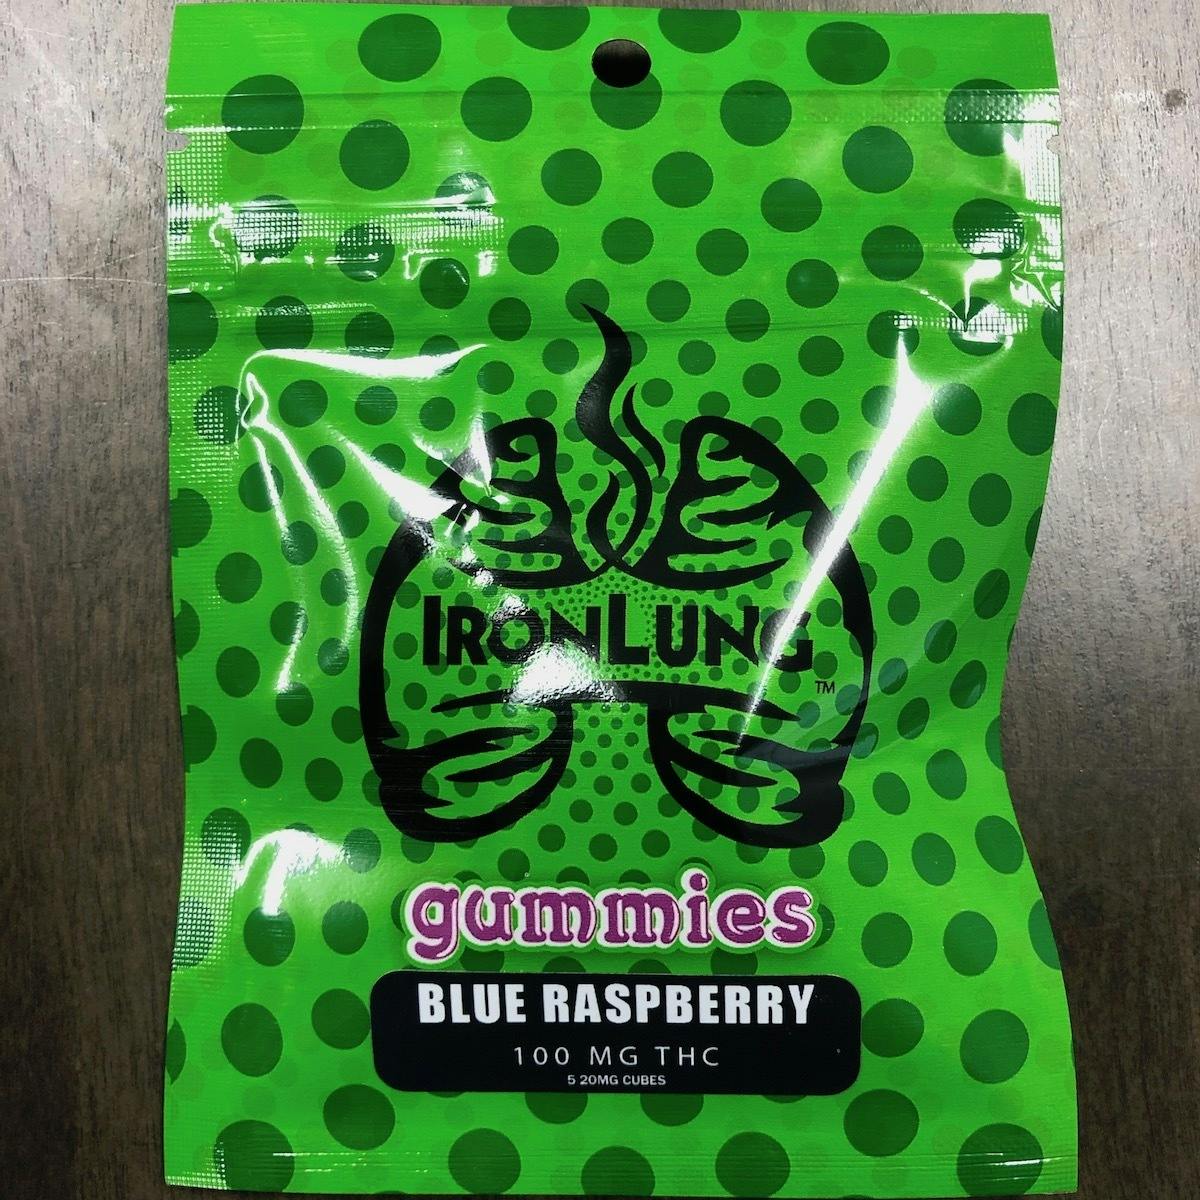 IRONLUNG
TM
gummies
BLUE RASPBERRY
100 MG THC
5 20MG CUBES